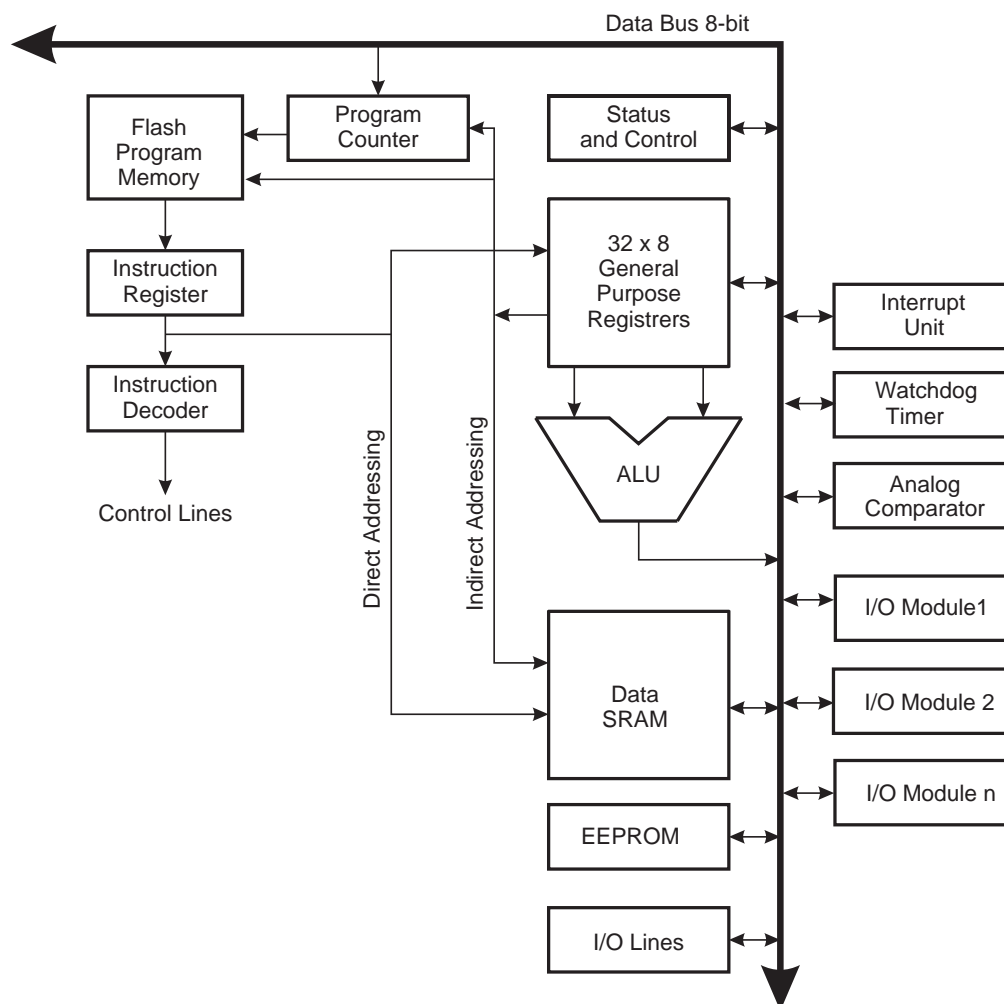 Data Bus 8-bit
Flash
Program
Memory
Program
Counter
Status
and Control
32 x 8
General
Purpose
Registrers
Instruction
Register
Instruction
Decoder
Control Lines
Direct Addressing
Indirect Addressing
ALU
Interrupt
Unit
Watchdog
Timer
Analog
Comparator
I/O Module1
Data
SRAM
I/O Module 2
I/O Module n
EEPROM
I/O Lines